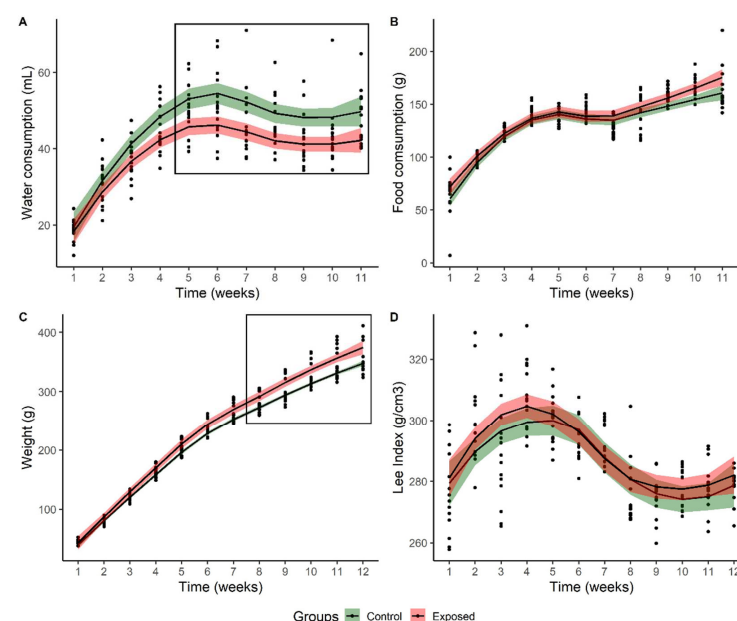 A
Water consumption (mL)
60
40
20
1 2 3 4 5 6 7 8 9 10 11
Time (weeks)
B
Food consumption (g)
200
150
100
50
0
1 2 3 4 5 6 7 8 9 10 11
Time (weeks)
C
Weight (g)
400
300
200
100
1 2 3 4 5 6 7 8 9 10 11 12
Time (weeks)
D
Lee Index (g/cm3)
320
300
280
260
1 2 3 4 5 6 7 8 9 10 11 12
Time (weeks)
Groups Control Exposed